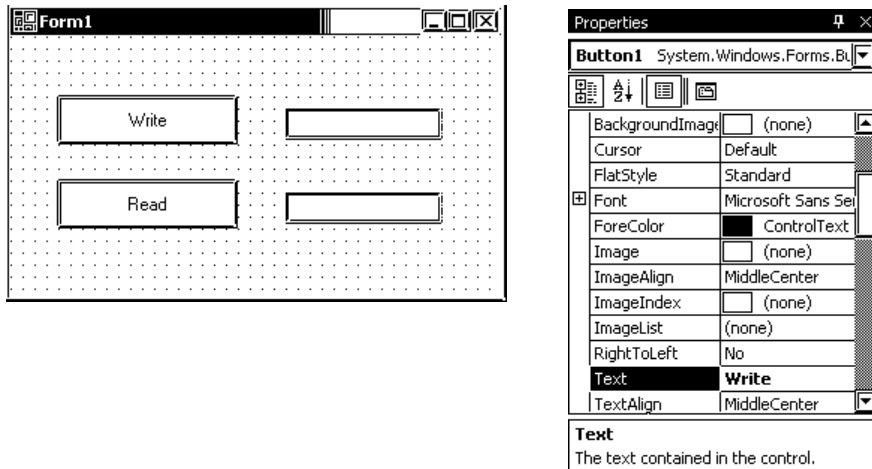 Form1
Write
Read
Properties
Button1 System.Windows.Forms.Bu
BackgroundImage (none)
Cursor Default
FlatStyle Standard
Font Microsoft Sans Ser
ForeColor ControlText
Image (none)
ImageAlign MiddleCenter
ImageIndex (none)
ImageList (none)
RightToLeft No
Text Write
TextAlign MiddleCenter
Text
The text contained in the control.